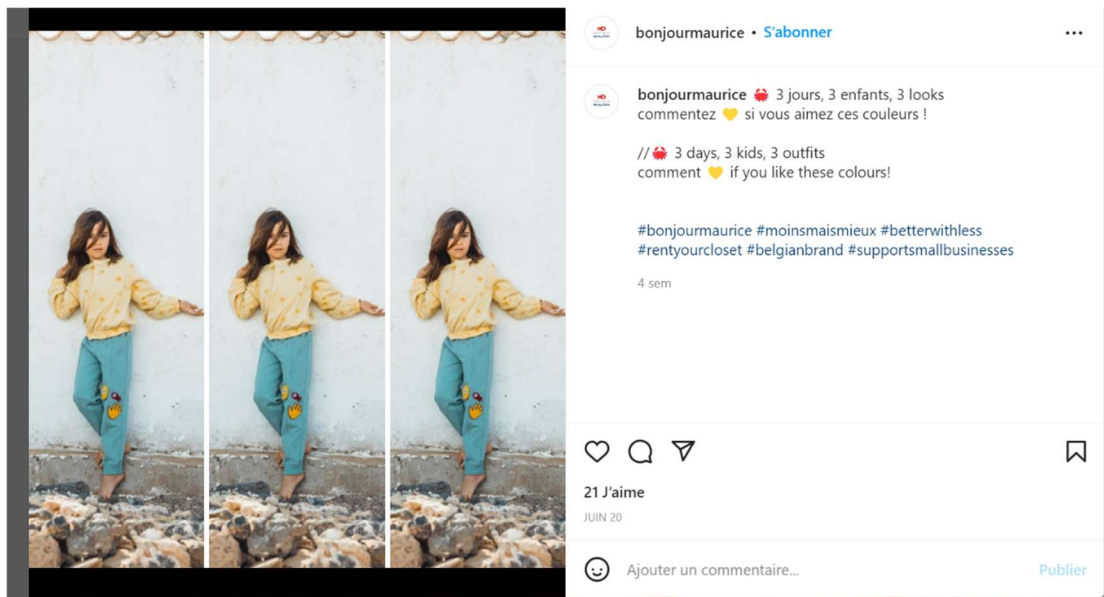 bonjourmaurice • S'abonner
bonjourmaurice 🦀 3 jours, 3 enfants, 3 looks
commentez 💛 si vous aimez ces couleurs !
//🦀 3 days, 3 kids, 3 outfits
comment 💛 if you like these colours!
#bonjourmaurice #moinsmaismieux #betterwithless
#rentyourcloset #belgianbrand #supportsmallbusinesses
4 sem
21 J'aime
JUIN 20
Ajouter un commentaire... Publier